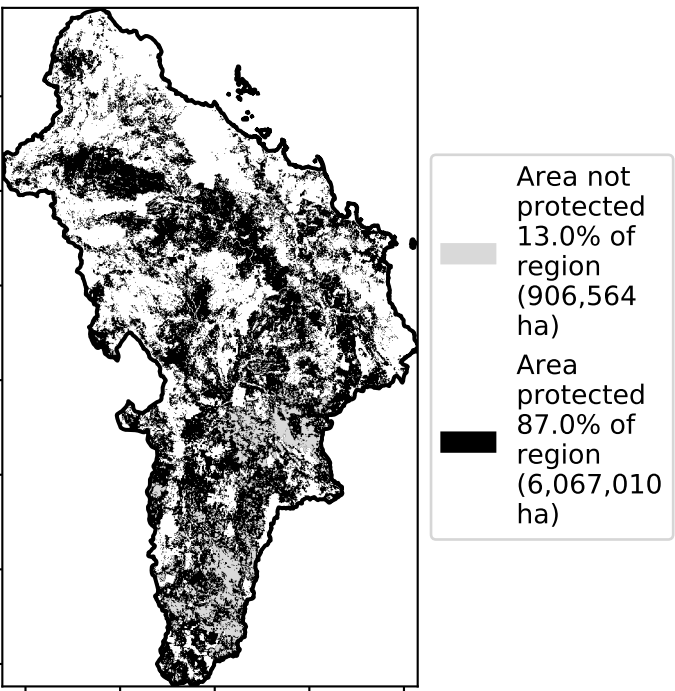 Area not
protected
13.0% of
region
(906,564
ha)
Area
protected
87.0% of
region
(6,067,010
ha)